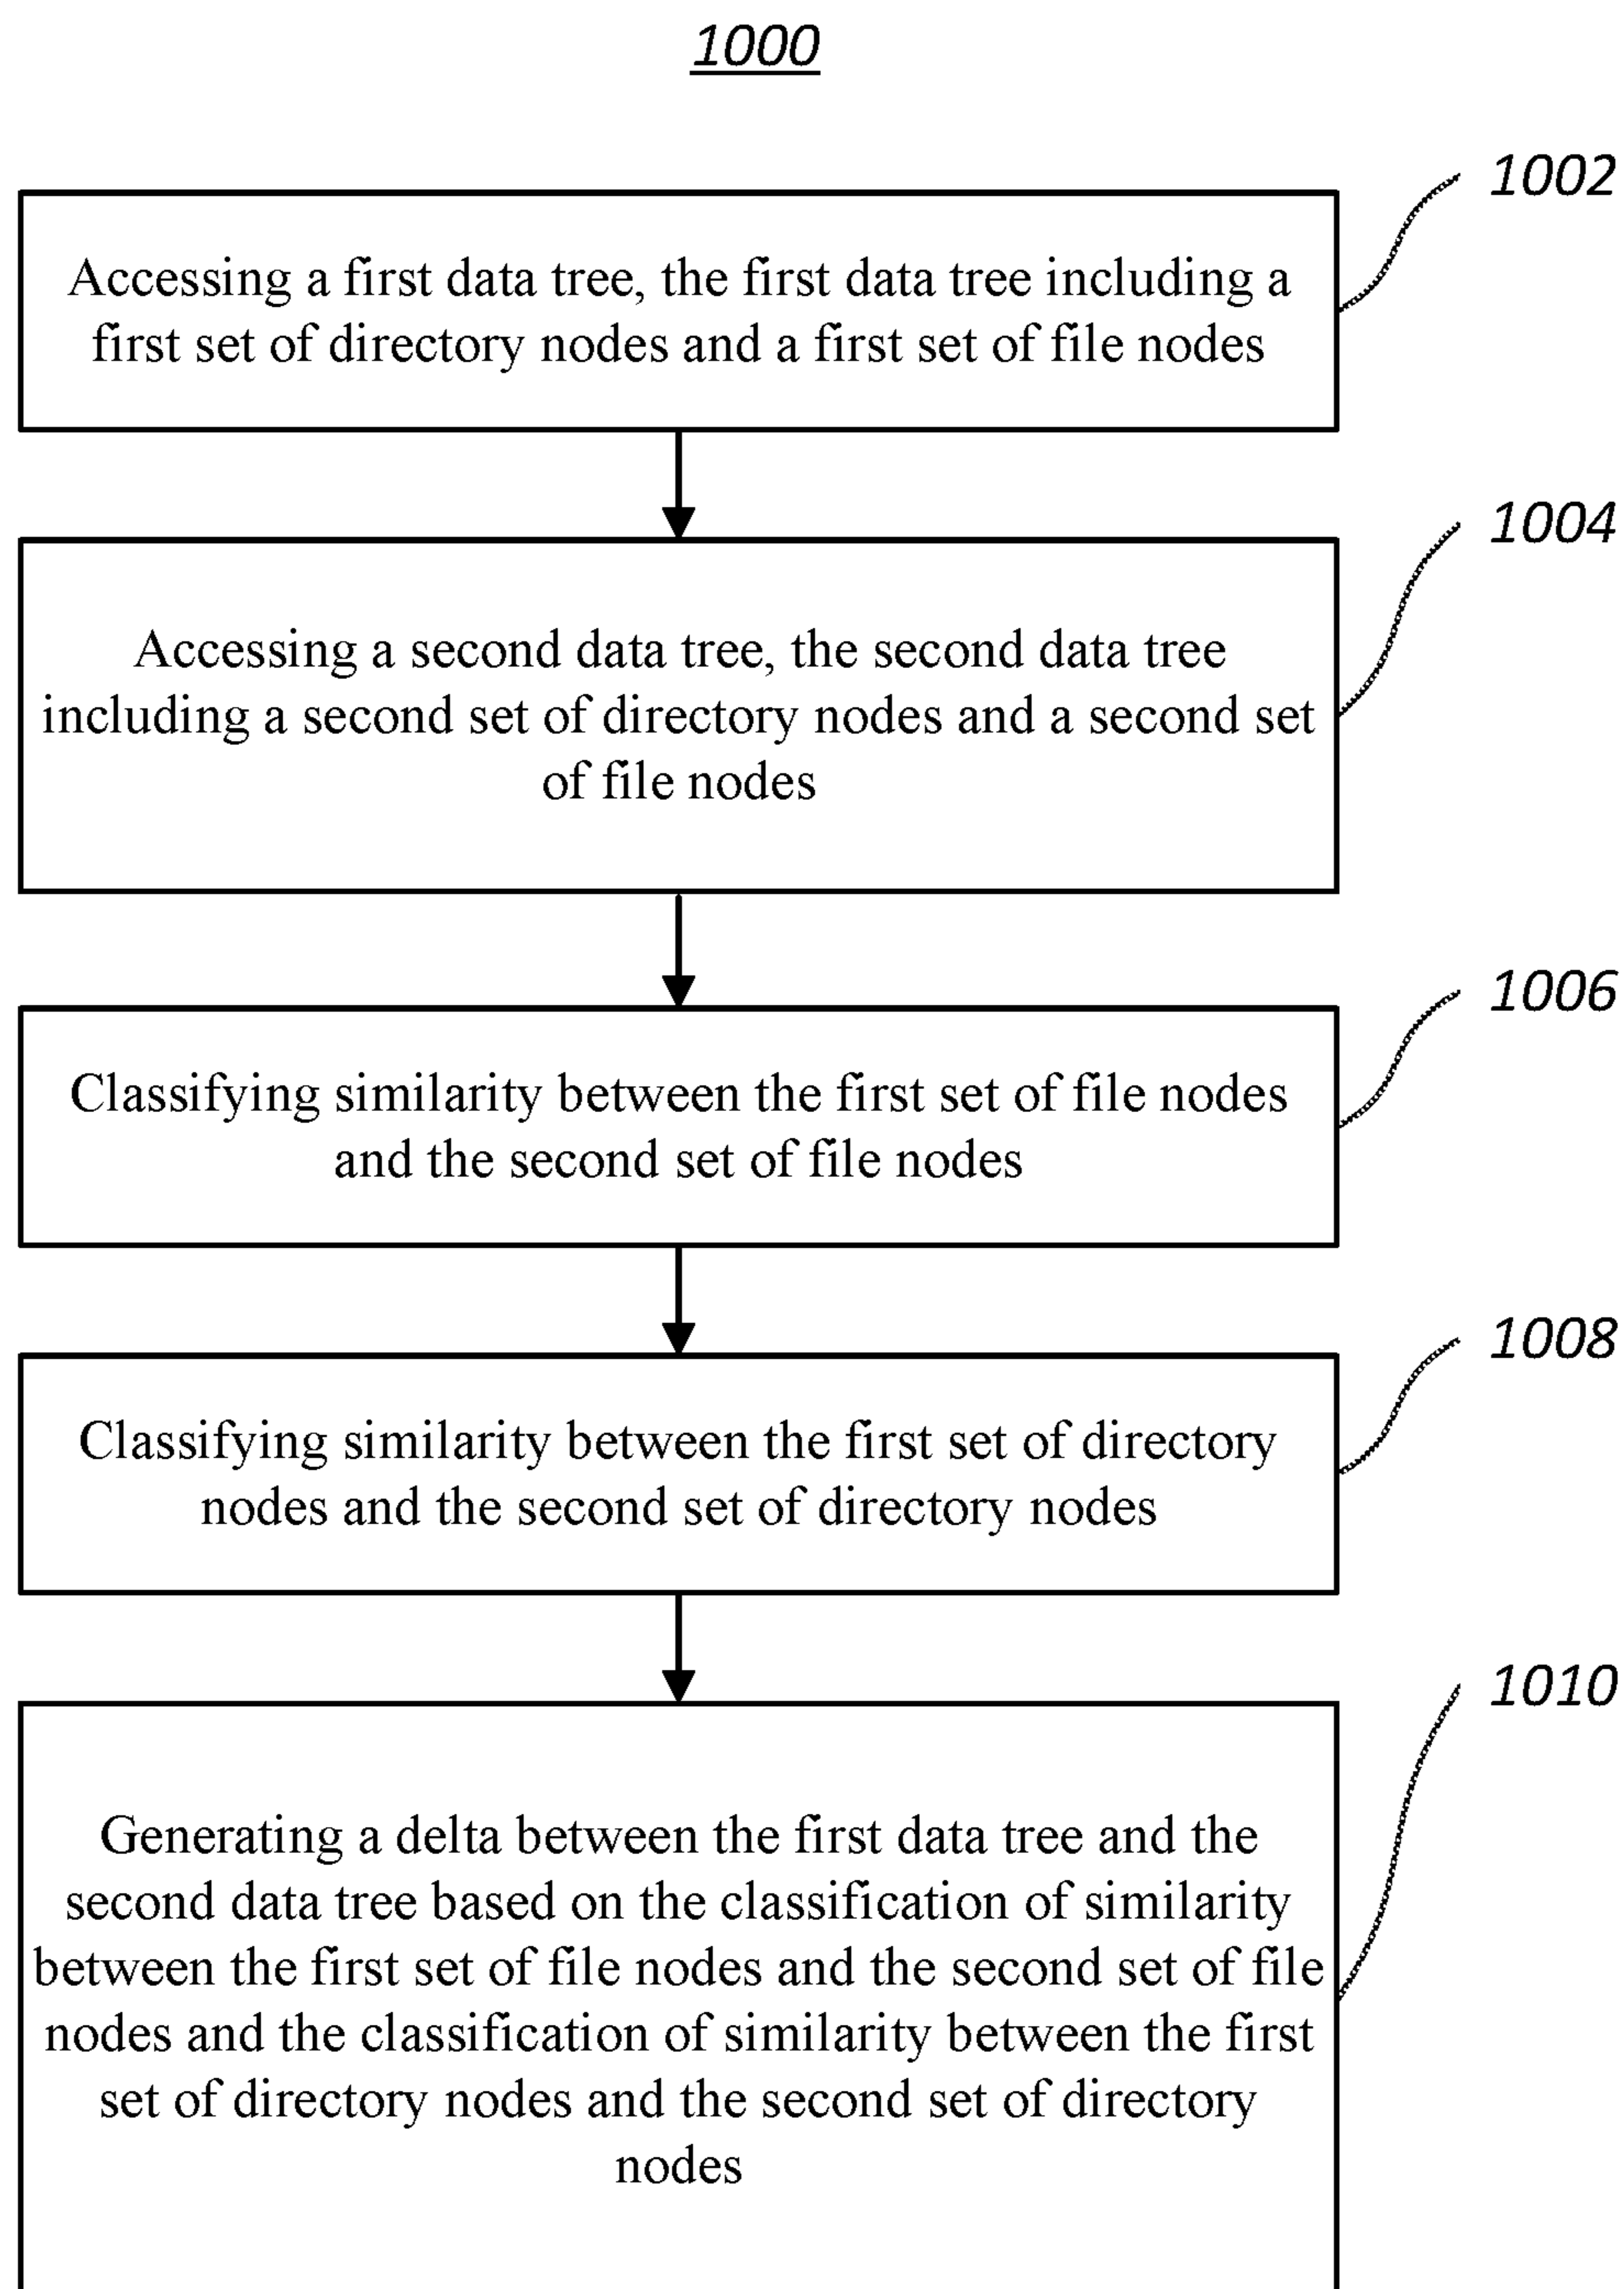 1000
1002
Accessing a first data tree, the first data tree including a
first set of directory nodes and a first set of file nodes
1004
Accessing a second data tree, the second data tree
including a second set of directory nodes and a second set
of file nodes
1006
Classifying similarity between the first set of file nodes
and the second set of file nodes
1008
Classifying similarity between the first set of directory
nodes and the second set of directory nodes
1010
Generating a delta between the first data tree and the
second data tree based on the classification of similarity
between the first set of file nodes and the second set of file
nodes and the classification of similarity between the first
set of directory nodes and the second set of directory
nodes